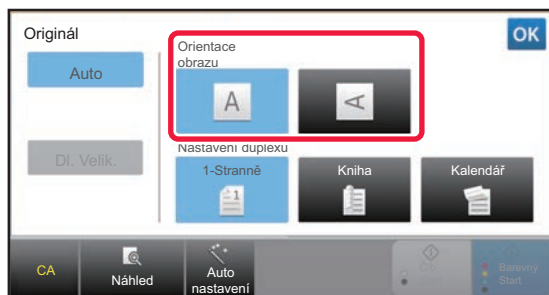 Originál
OK
Orientace
obrazu
Auto
A
A
Dl. Velik.
Nastavení duplexu
1-Stranně
Kniha
Kalendář
1
CA
Náhled
Auto
nastavení
Barevný
Start